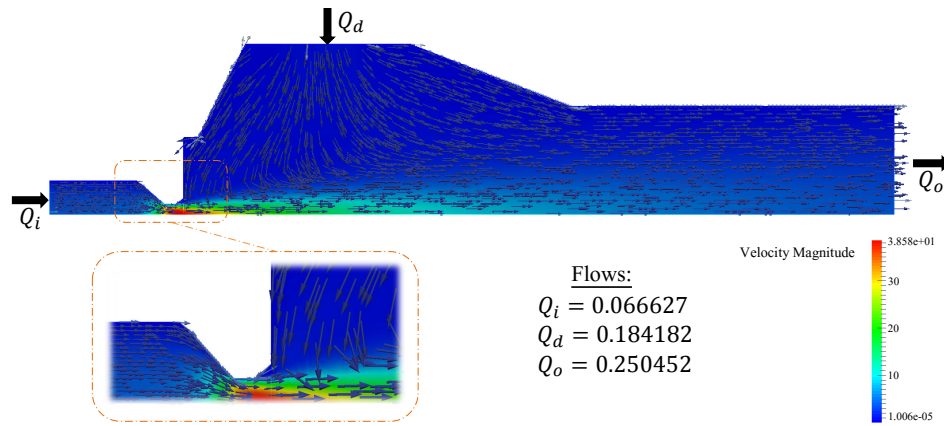 Q_d
Q_i
Q_o
Velocity Magnitude
3.858e+01
30
20
10
1.006e-05
Flows:
Q_i = 0.066627
Q_d = 0.184182
Q_o = 0.250452